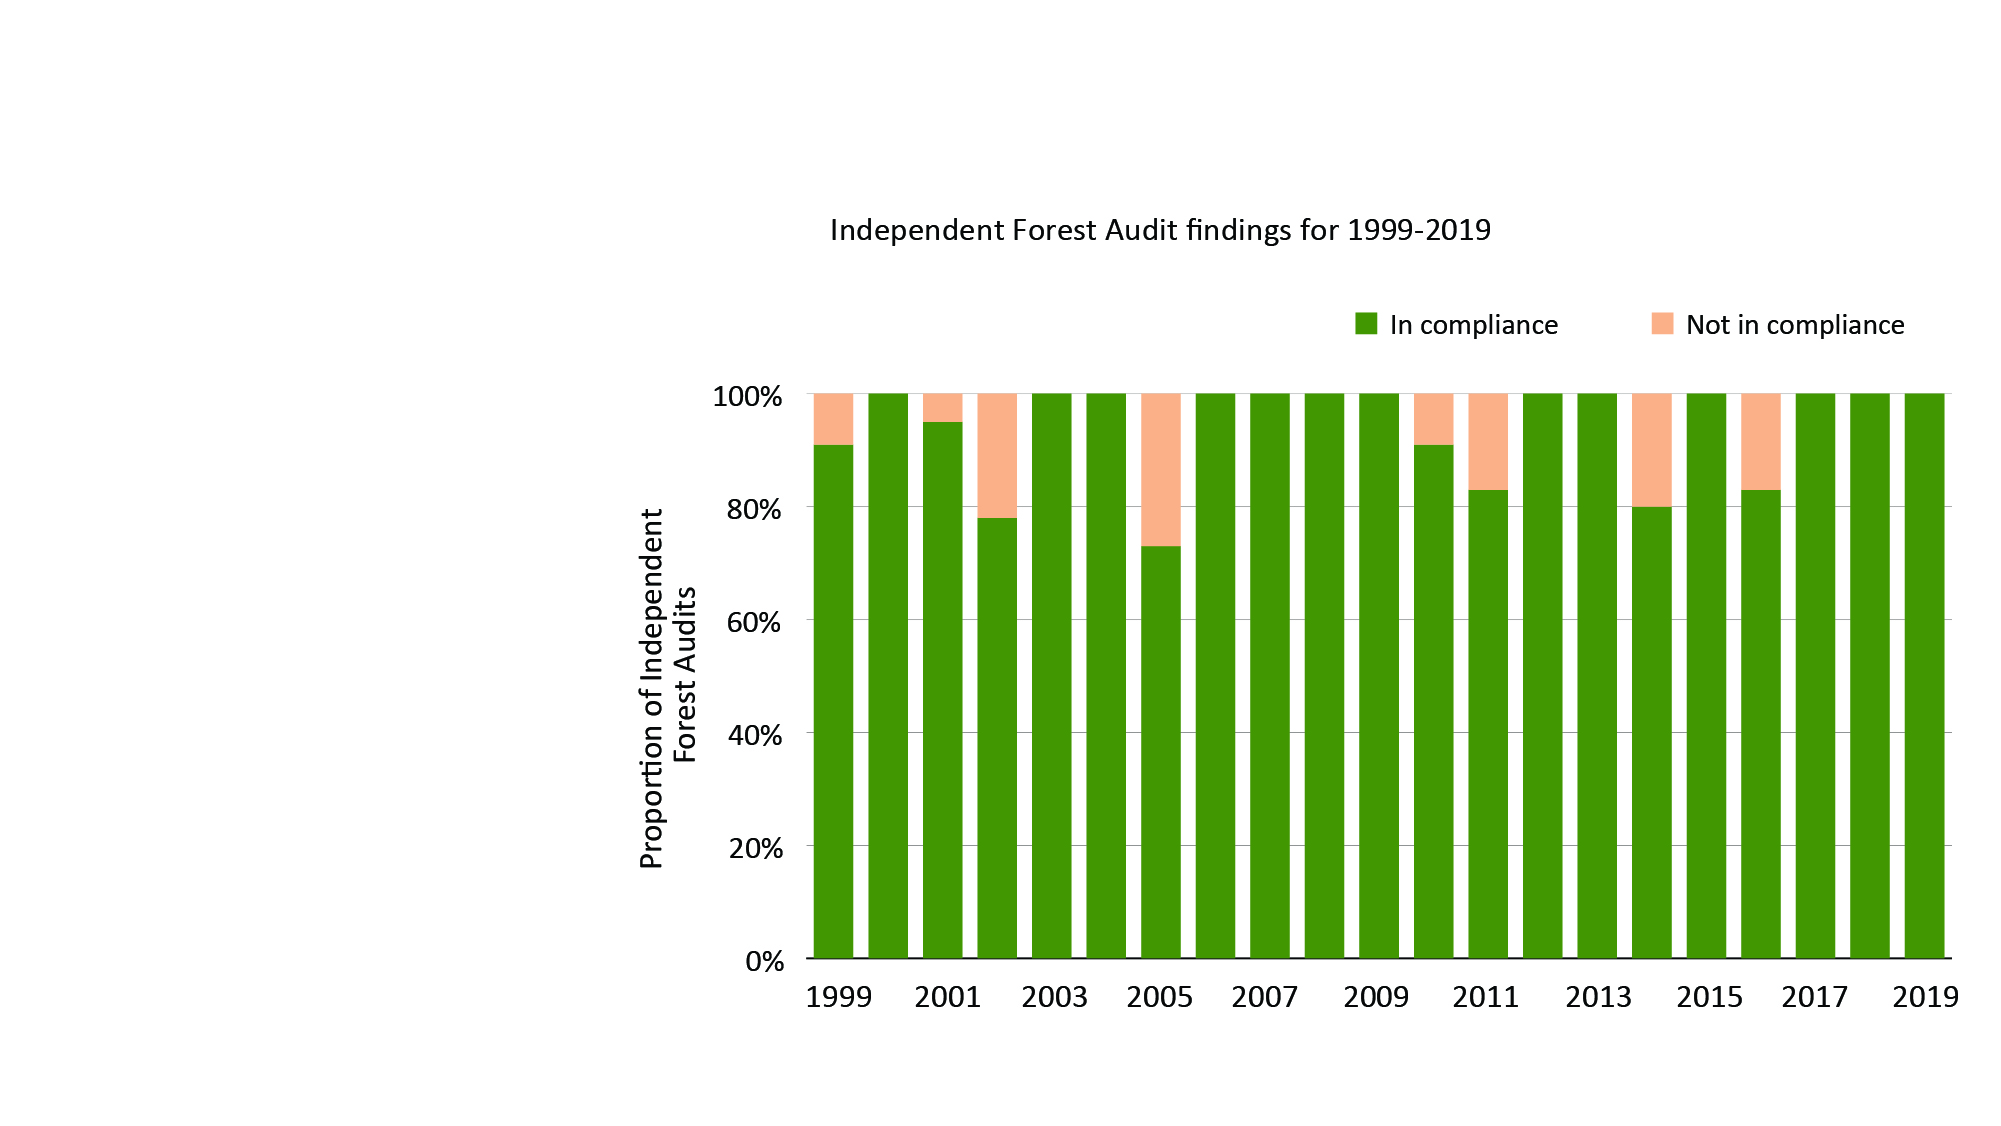 Independent Forest Audit findings for 1999-2019
In compliance
Not in compliance
Proportion of Independent
Forest Audits
100%
80%
60%
40%
20%
0%
1999 2001 2003 2005 2007 2009 2011 2013 2015 2017 2019